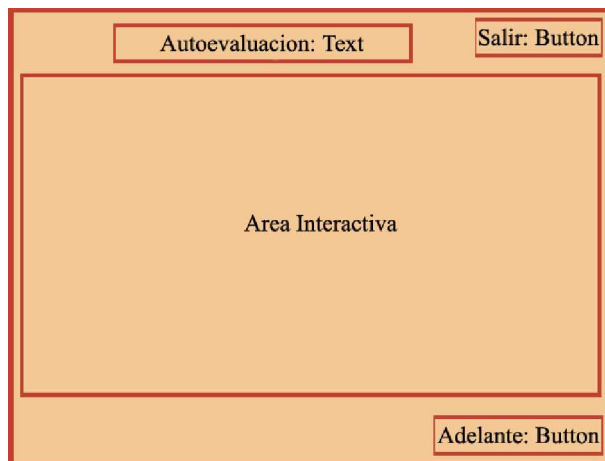 Autoevaluacion: Text
Salir: Button
Area Interactiva
Adelante: Button